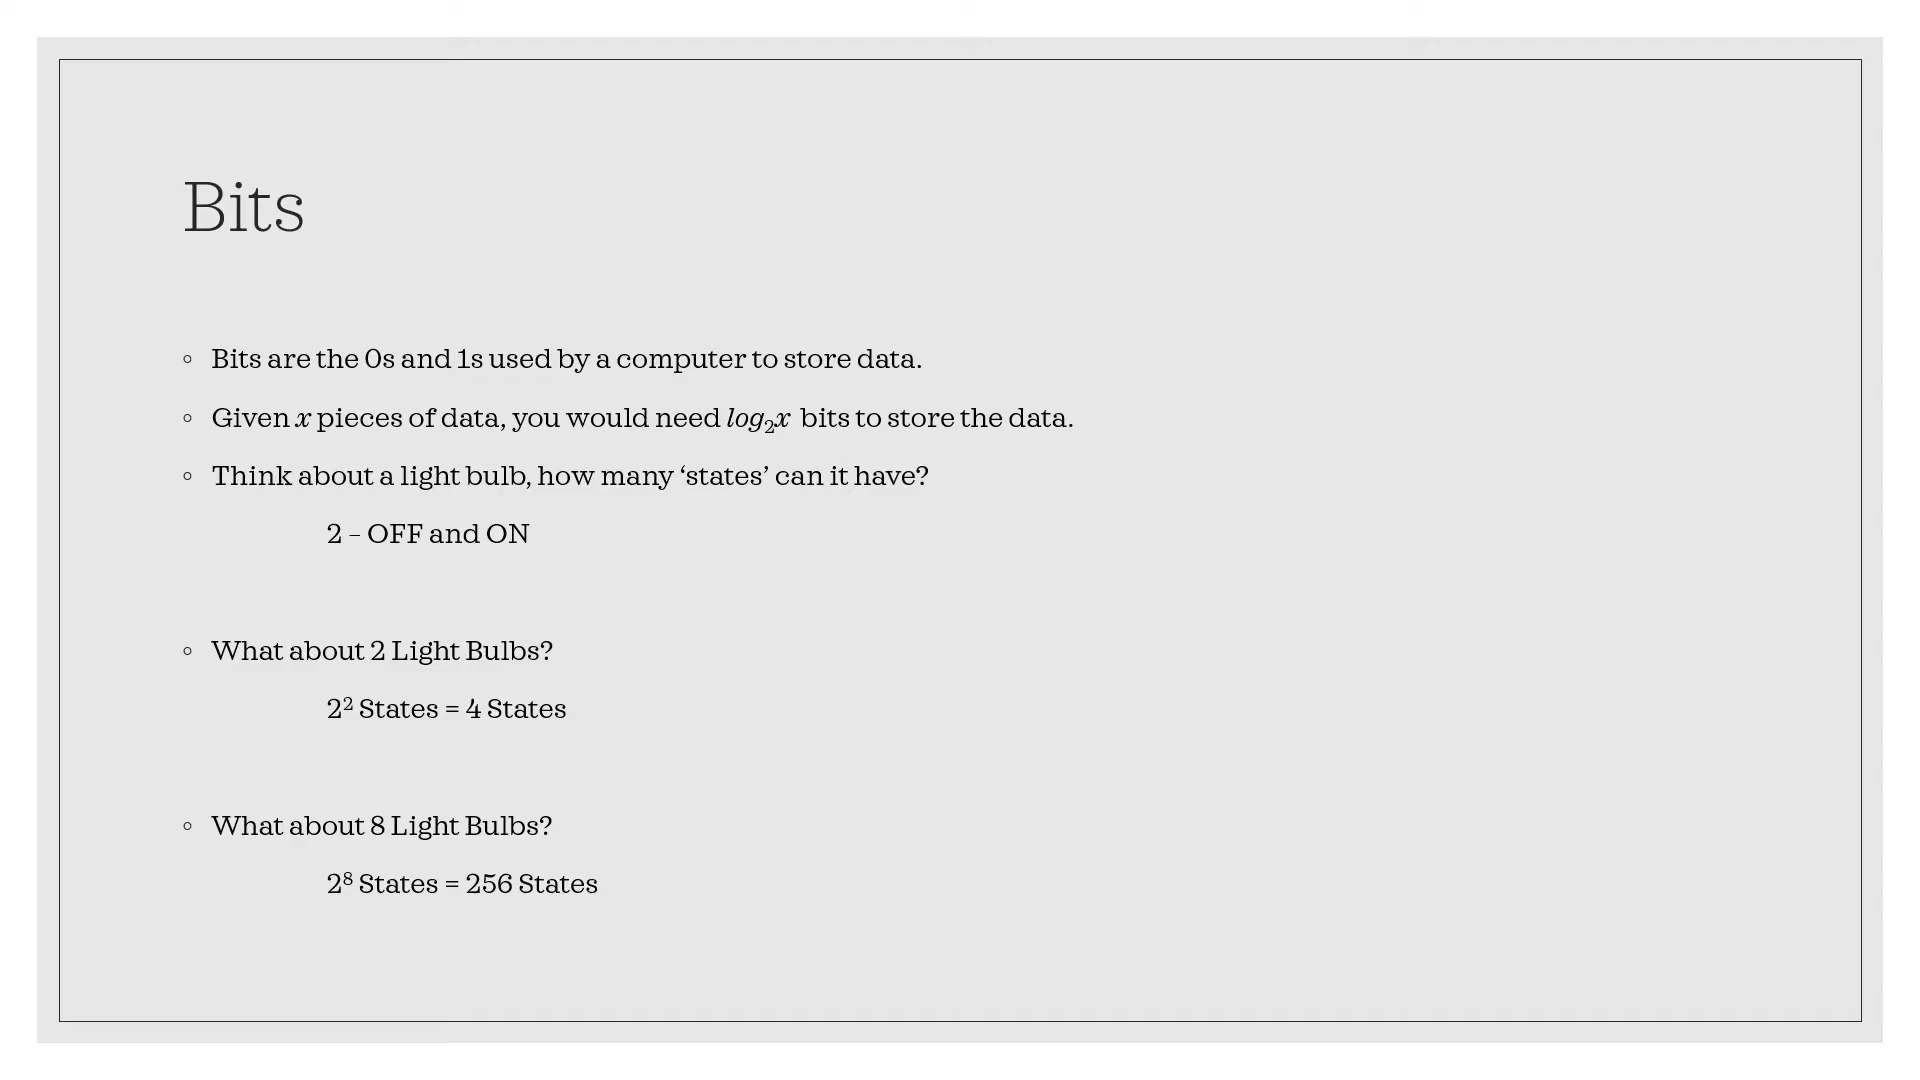 Bits
◦ Bits are the 0s and 1s used by a computer to store data.
◦ Given x pieces of data, you would need log₂x bits to store the data.
◦ Think about a light bulb, how many ‘states’ can it have?
2 – OFF and ON
◦ What about 2 Light Bulbs?
2² States = 4 States
◦ What about 8 Light Bulbs?
2⁸ States = 256 States